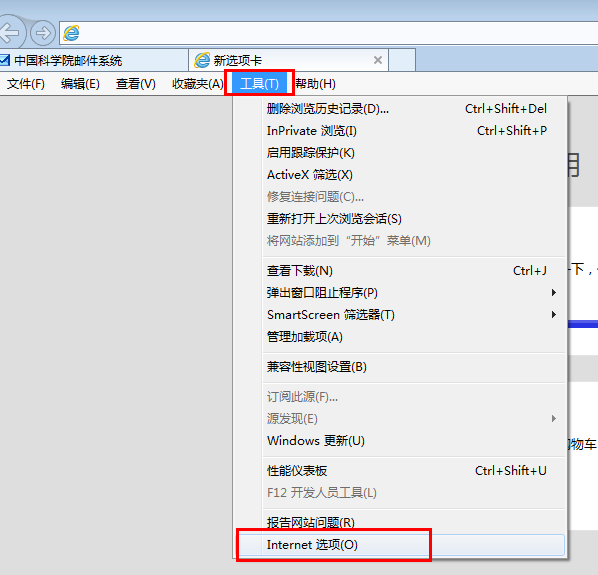 中国科学院邮件系统
新选项卡
文件(F) 编辑(E) 查看(V) 收藏夹(A) 工具(T) 帮助(H)
删除浏览历史记录(D)... Ctrl+Shift+Del
InPrivate 浏览(I) Ctrl+Shift+P
启用跟踪保护(K)
ActiveX 筛选(X)
修复连接问题(C)...
重新打开上次浏览会话(S)
将网站添加到“开始”菜单(M)
查看下载(N) Ctrl+J
弹出窗口阻止程序(P)
SmartScreen 筛选器(T)
管理加载项(A)
兼容性视图设置(B)
订阅此源(F)...
源发现(E)
Windows 更新(U)
性能仪表板 Ctrl+Shift+U
F12 开发人员工具(L)
报告网站问题(R)
Internet 选项(O)
下，
物车